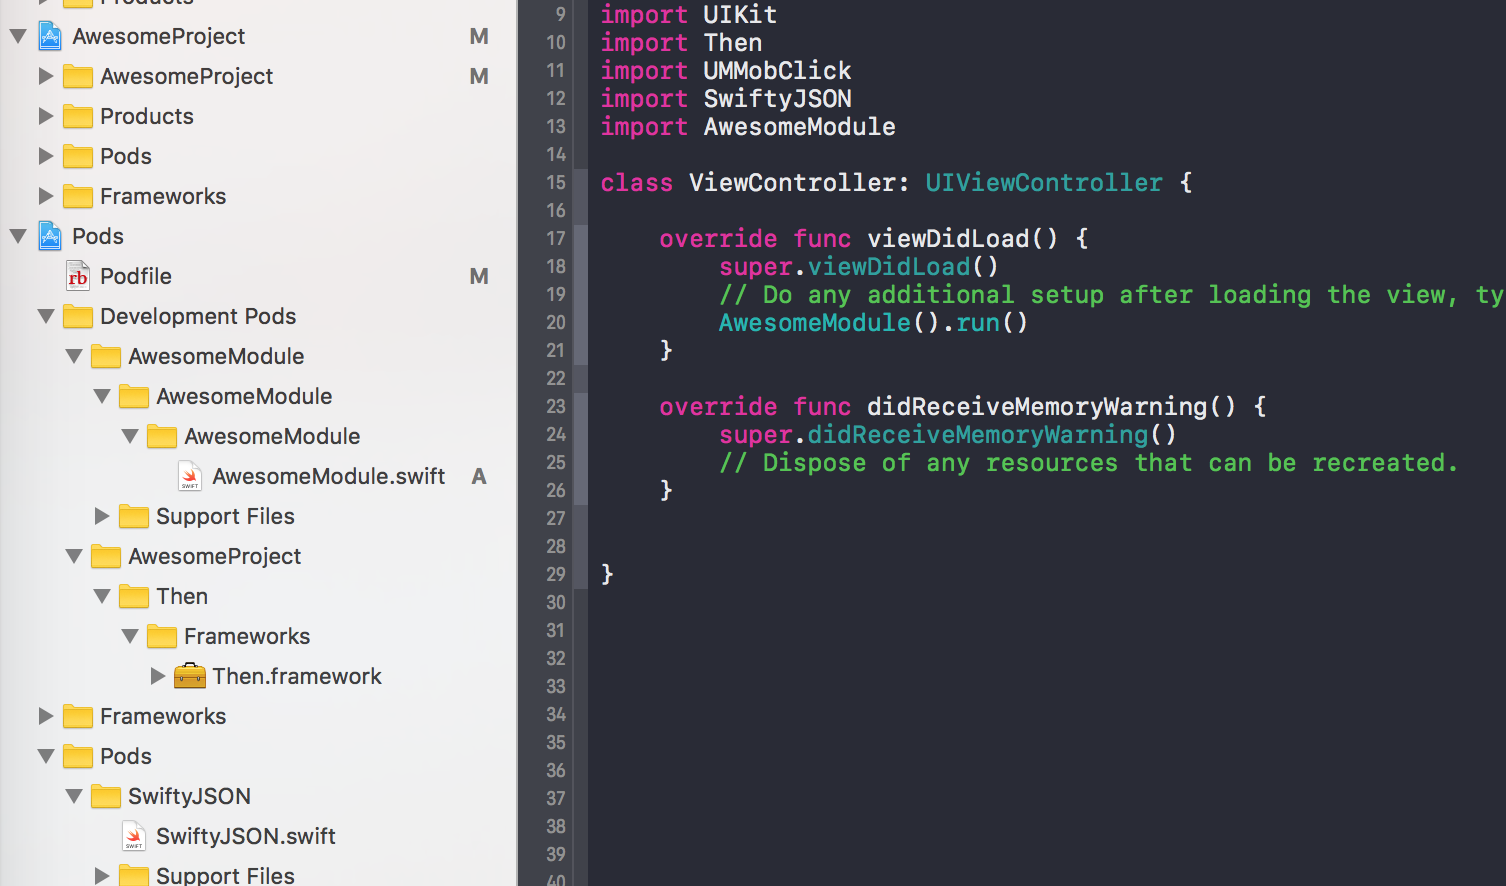 Products
AwesomeProject M
AwesomeProject M
Products
Pods
Frameworks
Pods
rb Podfile M
Development Pods
AwesomeModule
AwesomeModule
AwesomeModule
SWIFT AwesomeModule.swift A
Support Files
AwesomeProject
Then
Frameworks
Then.framework
Frameworks
Pods
SwiftyJSON
SWIFT SwiftyJSON.swift
Support Files
9 import UIKit
10 import Then
11 import UMMobClick
12 import SwiftyJSON
13 import AwesomeModule
14
15 class ViewController: UIViewController {
16
17 override func viewDidLoad() {
18 super.viewDidLoad()
19 // Do any additional setup after loading the view, ty
20 AwesomeModule().run()
21 }
22
23 override func didReceiveMemoryWarning() {
24 super.didReceiveMemoryWarning()
25 // Dispose of any resources that can be recreated.
26 }
27
28
29 }
30
31
32
33
34
35
36
37
38
39
40